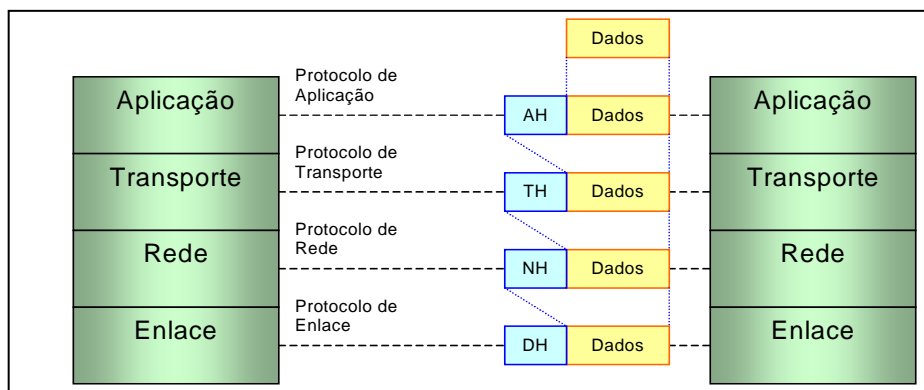 Dados
Protocolo de
Aplicação
Aplicação
AH
Dados
Aplicação
Protocolo de
Transporte
Transporte
TH
Dados
Transporte
Protocolo de
Rede
Rede
NH
Dados
Rede
Protocolo de
Enlace
Enlace
DH
Dados
Enlace